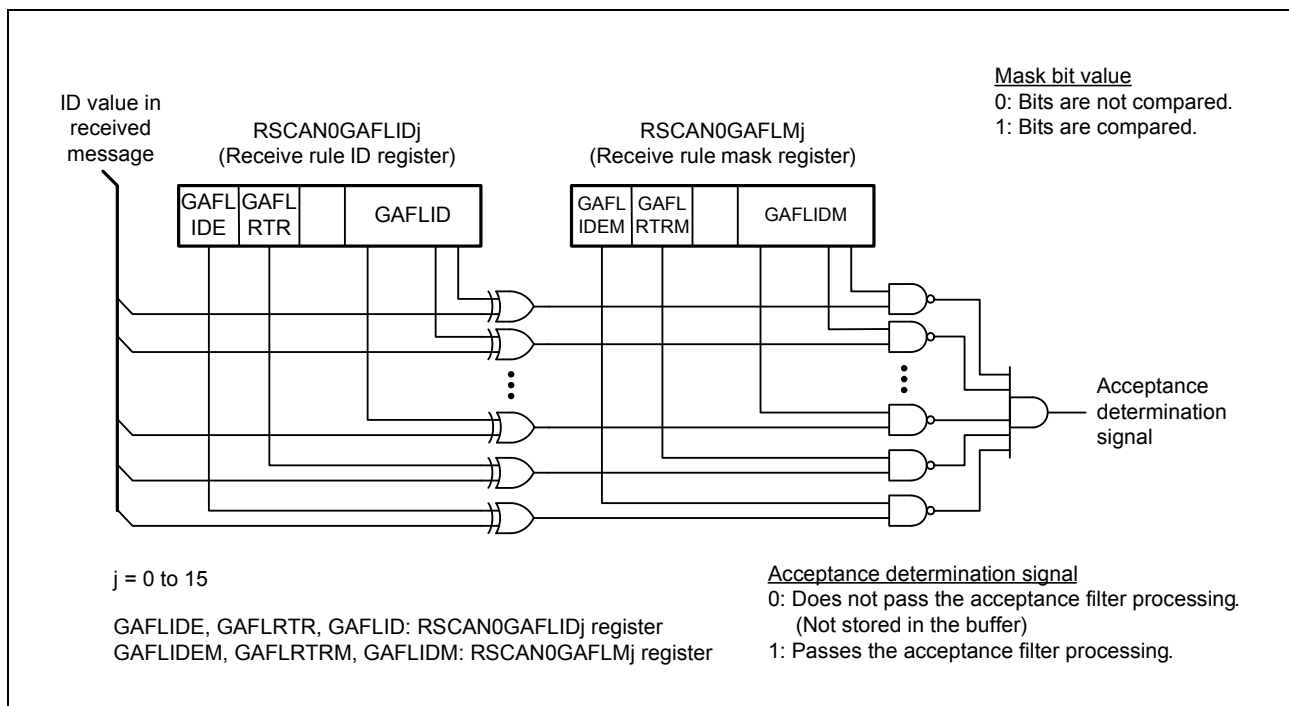 ID value in
received
message
RSCAN0GAFLIDj
(Receive rule ID register)
GAFL
IDE
GAFL
RTR
GAFLID
RSCAN0GAFLMj
(Receive rule mask register)
GAFL
IDEM
GAFL
RTRM
GAFLIDM
Mask bit value
0: Bits are not compared.
1: Bits are compared.
Acceptance
determination
signal
j = 0 to 15
GAFLIDE, GAFLRTR, GAFLID: RSCAN0GAFLIDj register
GAFLIDEM, GAFLRTRM, GAFLIDM: RSCAN0GAFLMj register
Acceptance determination signal
0: Does not pass the acceptance filter processing.
(Not stored in the buffer)
1: Passes the acceptance filter processing.